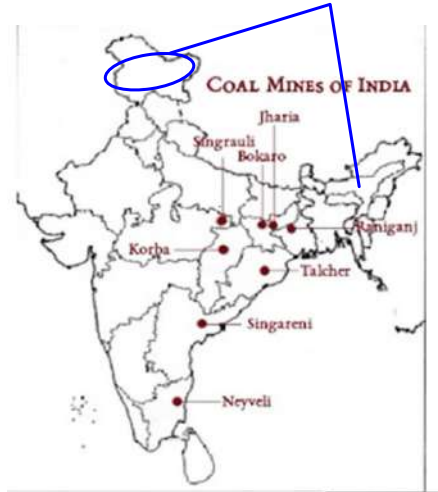 COAL MINES OF INDIA
Jharia
Singrauli
Bokaro
Raniganj
Korba
Talcher
Singareni
Neyveli